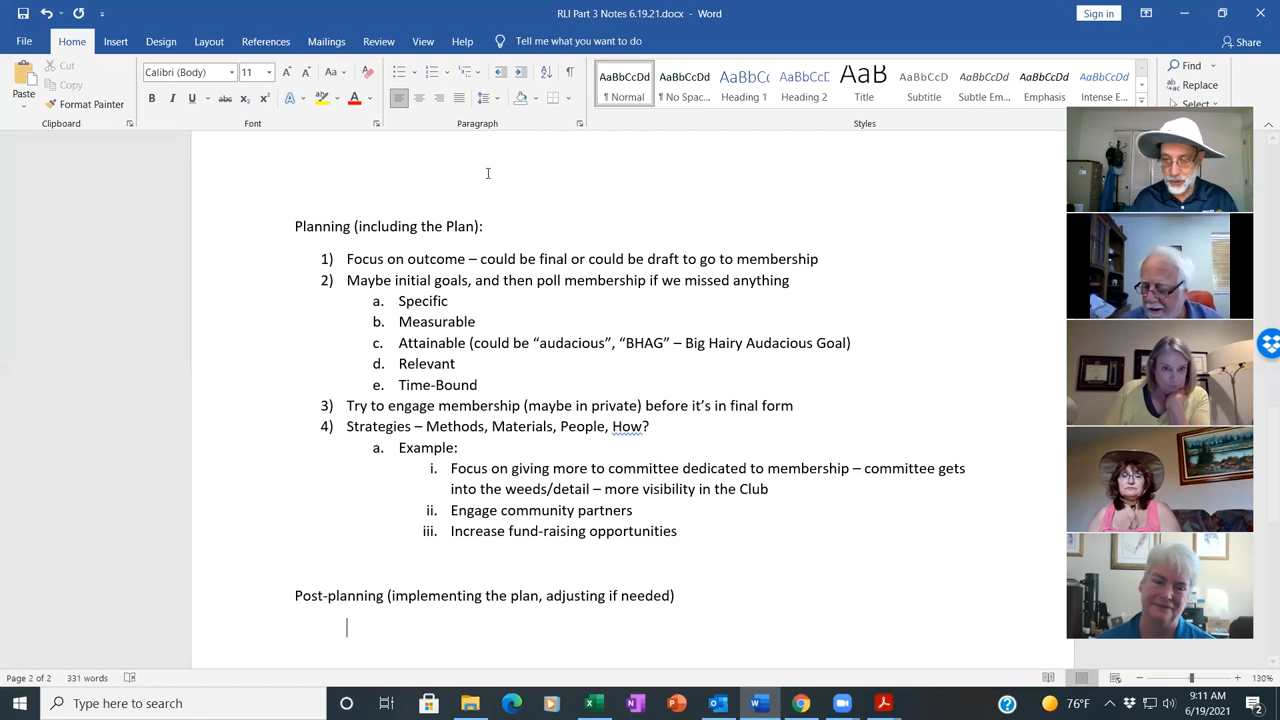 RLI Part 3 Notes 6.19.21.docx - Word
Sign in
File Home Insert Design Layout References Mailings Review View Help Tell me what you want to do Share
Paste
Cut
Copy
Format Painter
Calibri (Body) 11 Aa
B I U abc X2 X2 A A
AaBbCcDd AaBbCcDd AaBbCc AaBbCcC AaB AaBbCcD AaBbCcDd AaBbCcDd AaBbCcDd
¶ Normal ¶ No Spac... Heading 1 Heading 2 Title Subtitle Subtle Em... Emphasis Intense E...
Find
Replace
Select
Clipboard Font Paragraph Styles
Planning (including the Plan):
1) Focus on outcome – could be final or could be draft to go to membership
2) Maybe initial goals, and then poll membership if we missed anything
a. Specific
b. Measurable
c. Attainable (could be “audacious”, “BHAG” – Big Hairy Audacious Goal)
d. Relevant
e. Time-Bound
3) Try to engage membership (maybe in private) before it’s in final form
4) Strategies – Methods, Materials, People, How?
a. Example:
i. Focus on giving more to committee dedicated to membership – committee gets
into the weeds/detail – more visibility in the Club
ii. Engage community partners
iii. Increase fund-raising opportunities
Post-planning (implementing the plan, adjusting if needed)
Page 2 of 2 331 words
130%
Type here to search
76°F
9:11 AM
6/19/2021
2